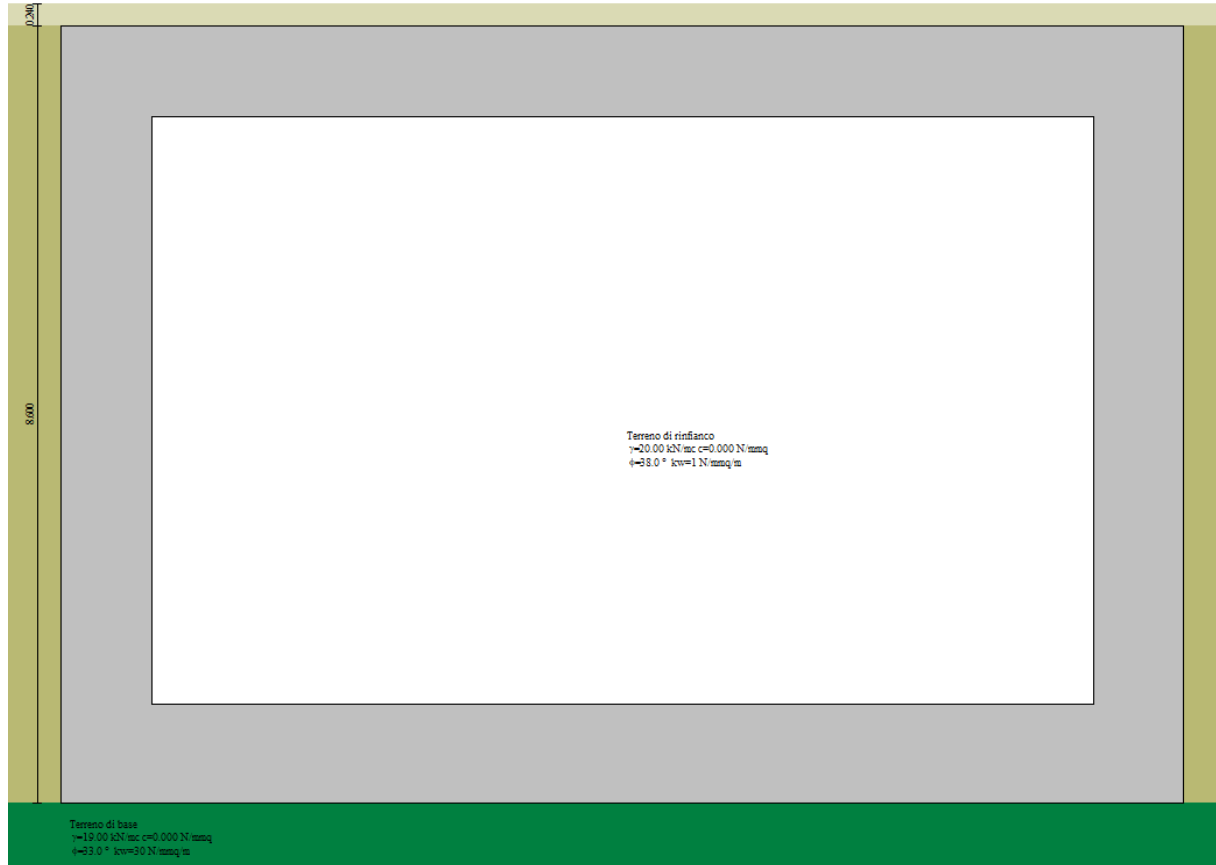 0.240
8.600
Terreno di rinfianco
γ=20.00 kN/mc c=0.000 N/mmq
ϕ=38.0 ° kw=1 N/mmq/m
Terreno di base
γ=19.00 kN/mc c=0.000 N/mmq
ϕ=33.0 ° kw=30 N/mmq/m